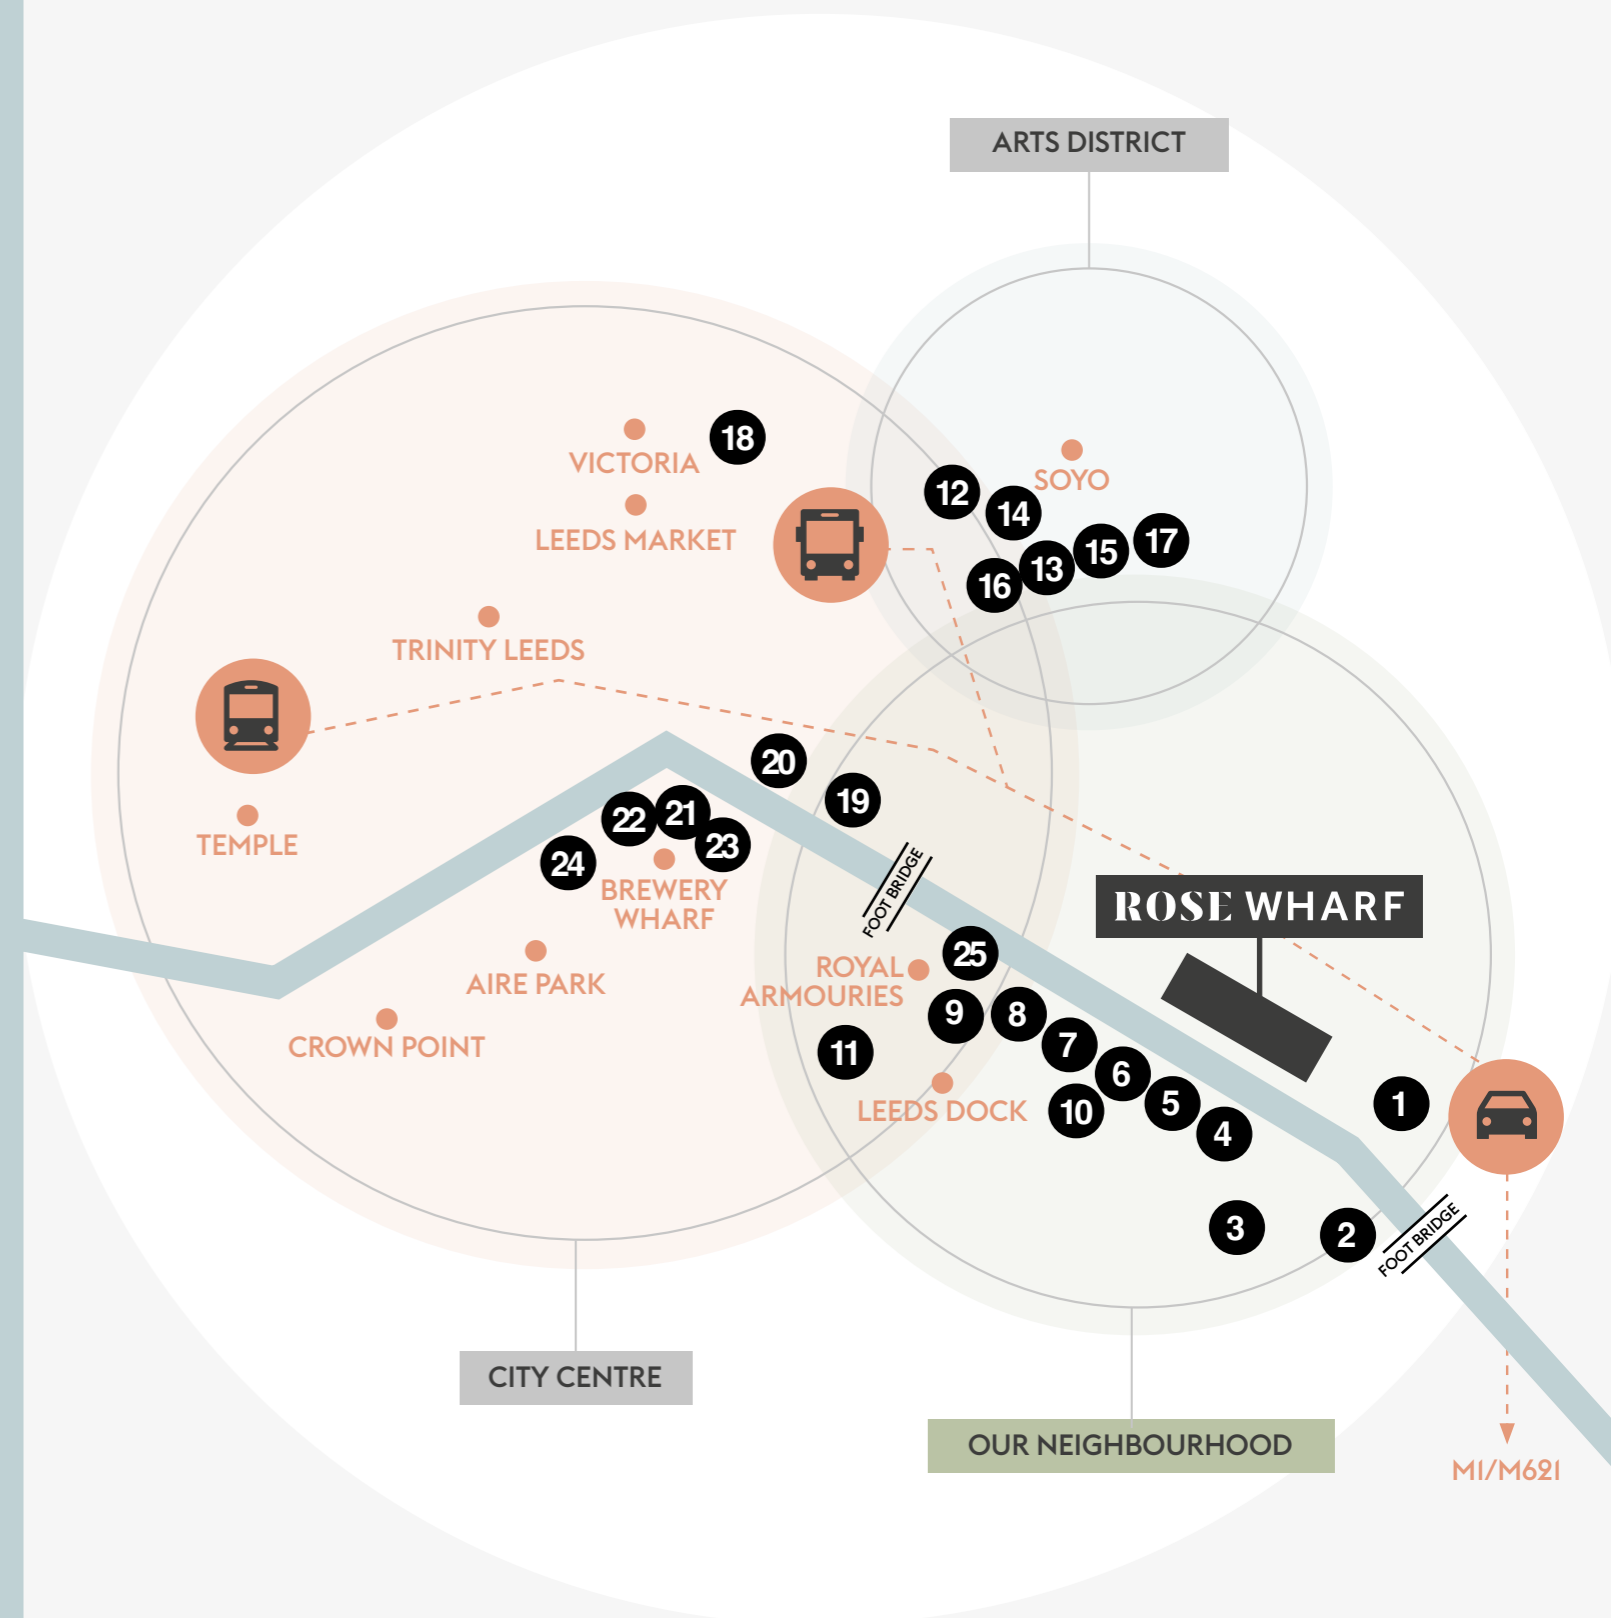 ARTS DISTRICT
VICTORIA
18
SOYO
LEEDS MARKET
12
14
17
15
13
16
TRINITY LEEDS
TEMPLE
20
19
22
21
23
24
BREWERY
WHARF
FOOT BRIDGE
ROSE WHARF
25
ROYAL
ARMOURIES
AIRE PARK
9
8
7
CROWN POINT
11
6
LEEDS DOCK
10
5
1
4
3
2
FOOT BRIDGE
CITY CENTRE
OUR NEIGHBOURHOOD
M1/M621